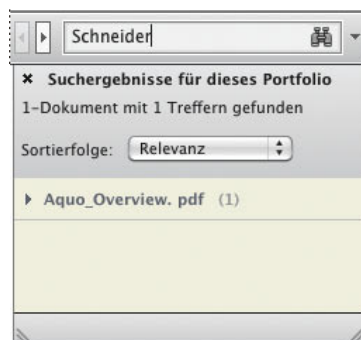 Schneider
Suchergebnisse für dieses Portfolio
1-Dokument mit 1 Treffern gefunden
Sortierfolge: Relevanz
Aquo_Overview. pdf (1)